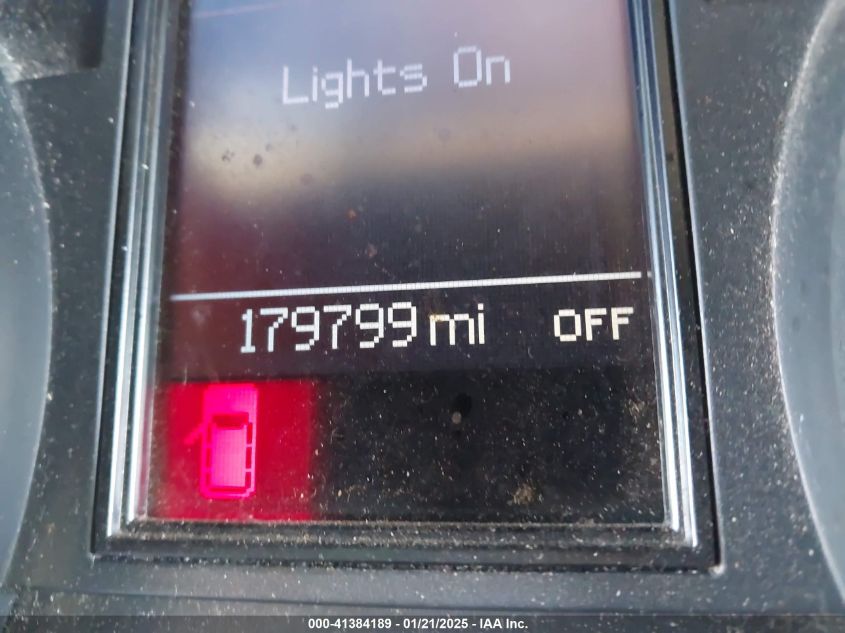 Lights On
179799 mi OFF
000-41384189 - 01/21/2025 - IAA Inc.